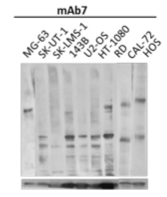 mAb7
MG-63
SK-UT-1
SK-LMS-1
143B
U2-OS
HT-1080
RD
CAL-72
HOS